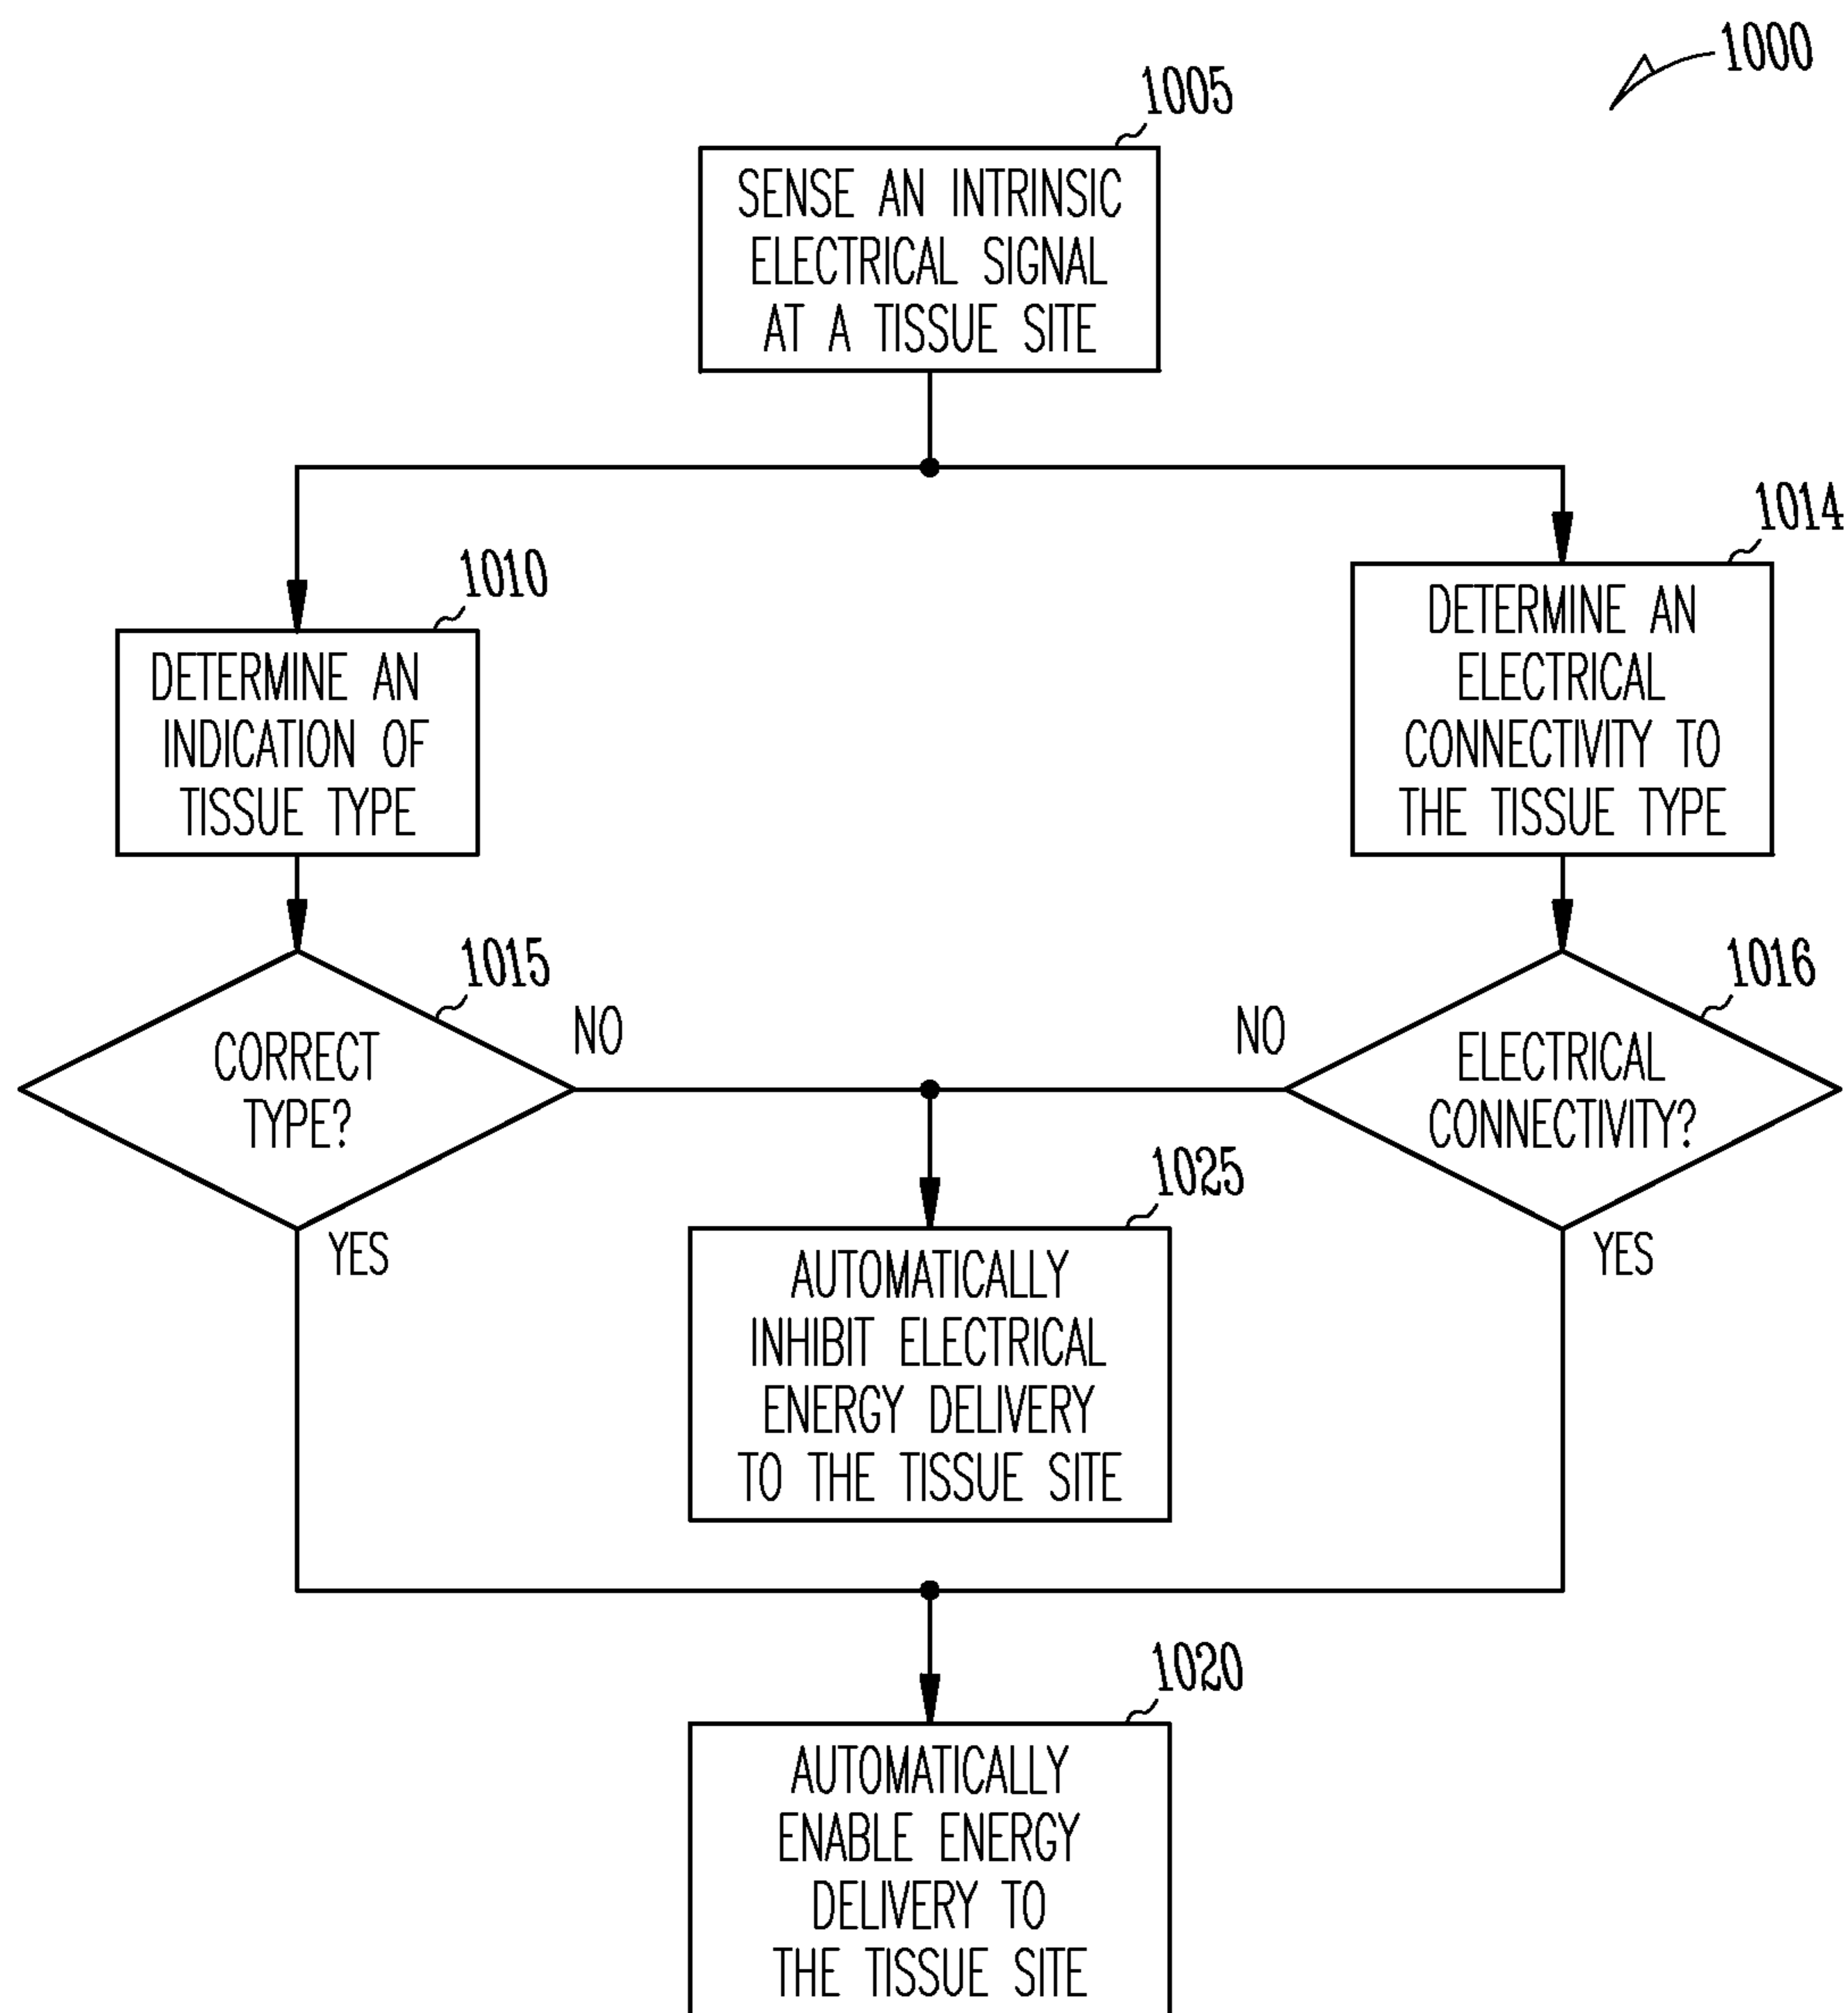 1000
1005
SENSE AN INTRINSIC
ELECTRICAL SIGNAL
AT A TISSUE SITE
1010
DETERMINE AN
INDICATION OF
TISSUE TYPE
1014
DETERMINE AN
ELECTRICAL
CONNECTIVITY TO
THE TISSUE TYPE
1015
CORRECT
TYPE?
NO
YES
1016
ELECTRICAL
CONNECTIVITY?
NO
YES
1025
AUTOMATICALLY
INHIBIT ELECTRICAL
ENERGY DELIVERY
TO THE TISSUE SITE
1020
AUTOMATICALLY
ENABLE ENERGY
DELIVERY TO
THE TISSUE SITE